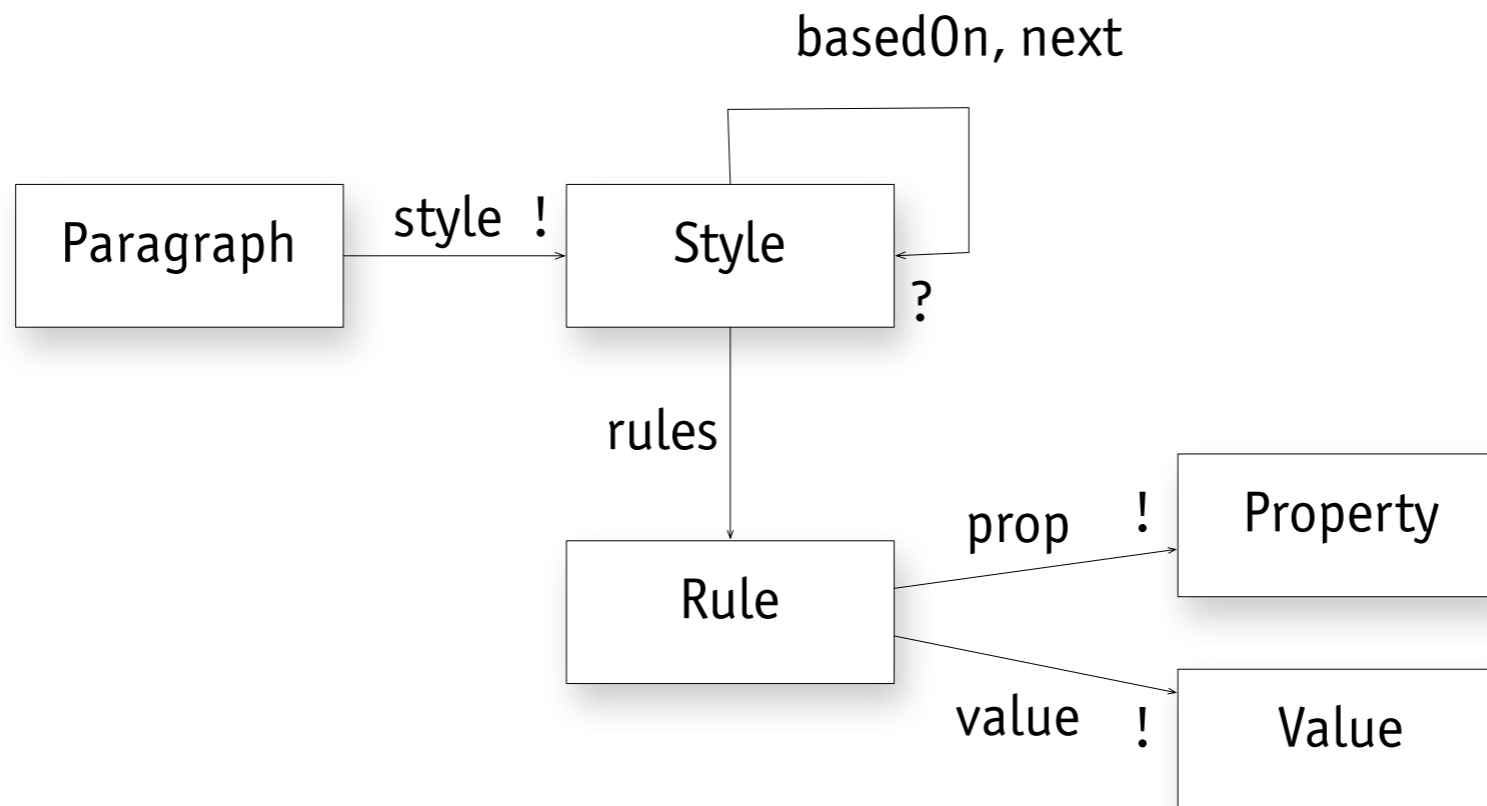 basedOn, next
Paragraph
style !
Style
?
rules
Rule
prop !
Property
value !
Value